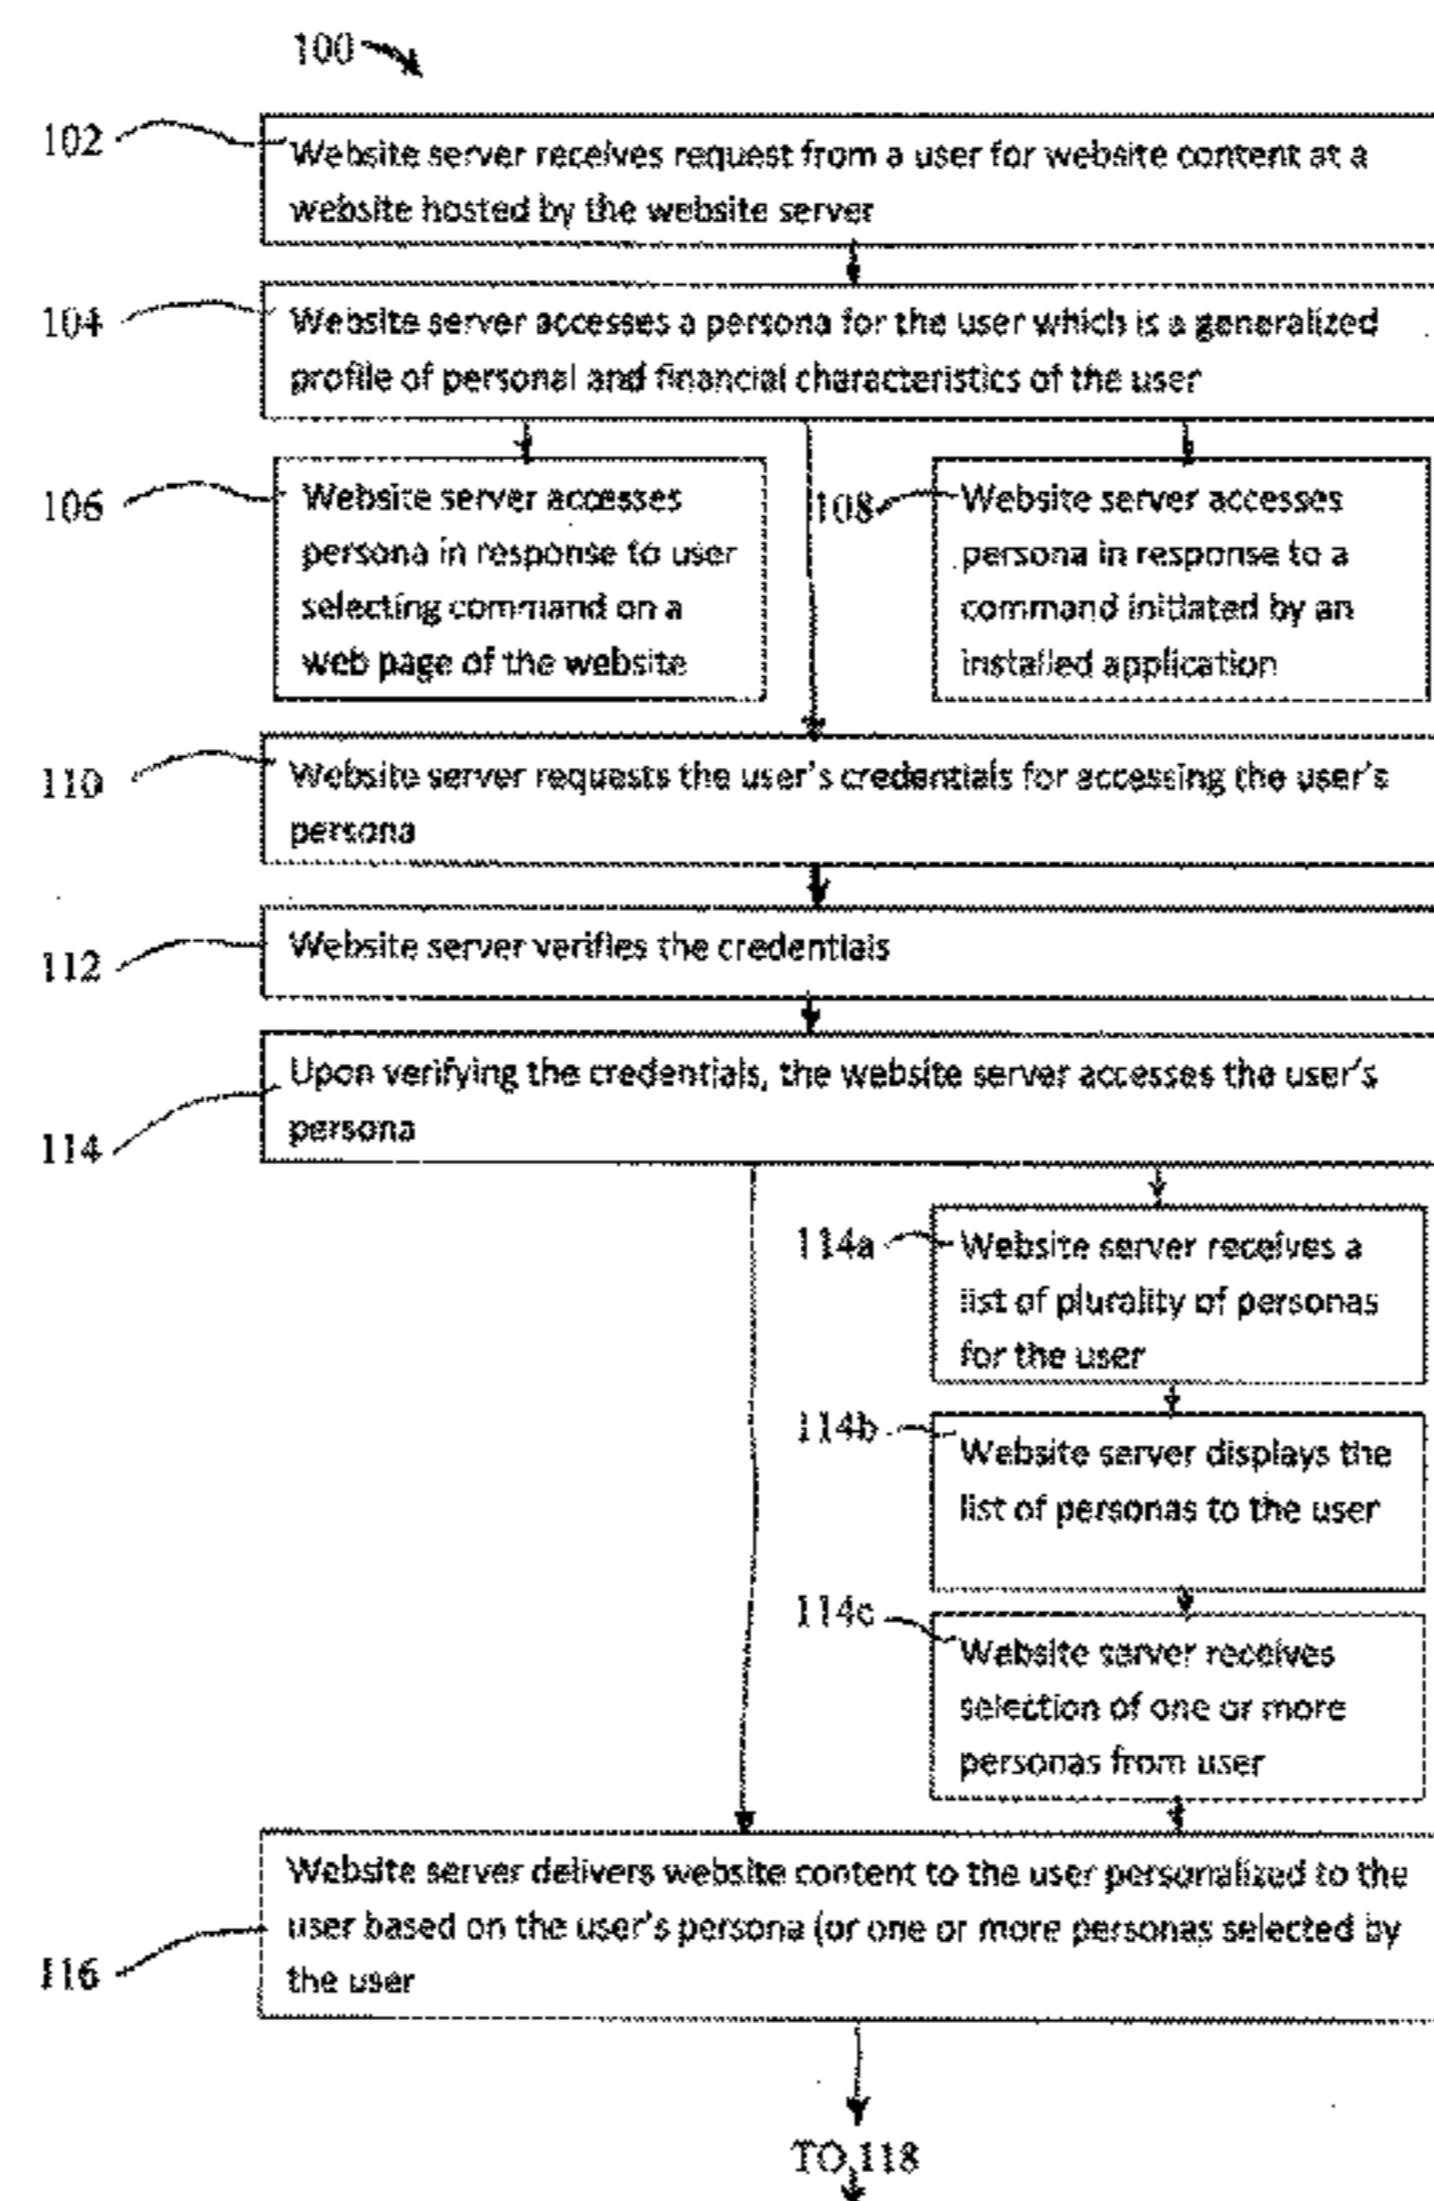 100
102
Website server receives request from a user for website content at a
website hosted by the website server
104
Website server accesses a persona for the user which is a generalized
profile of personal and financial characteristics of the user
106
Website server accesses
persona in response to user
selecting command on a
web page of the website
108
Website server accesses
persona in response to a
command initiated by an
installed application
110
Website server requests the user's credentials for accessing the user's
persona
112
Website server verifies the credentials
114
Upon verifying the credentials, the website server accesses the user's
persona
114a
Website server receives a
list of plurality of personas
for the user
114b
Website server displays the
list of personas to the user
114c
Website server receives
selection of one or more
personas from user
116
Website server delivers website content to the user personalized to the
user based on the user's persona (or one or more personas selected by
the user
TO 118